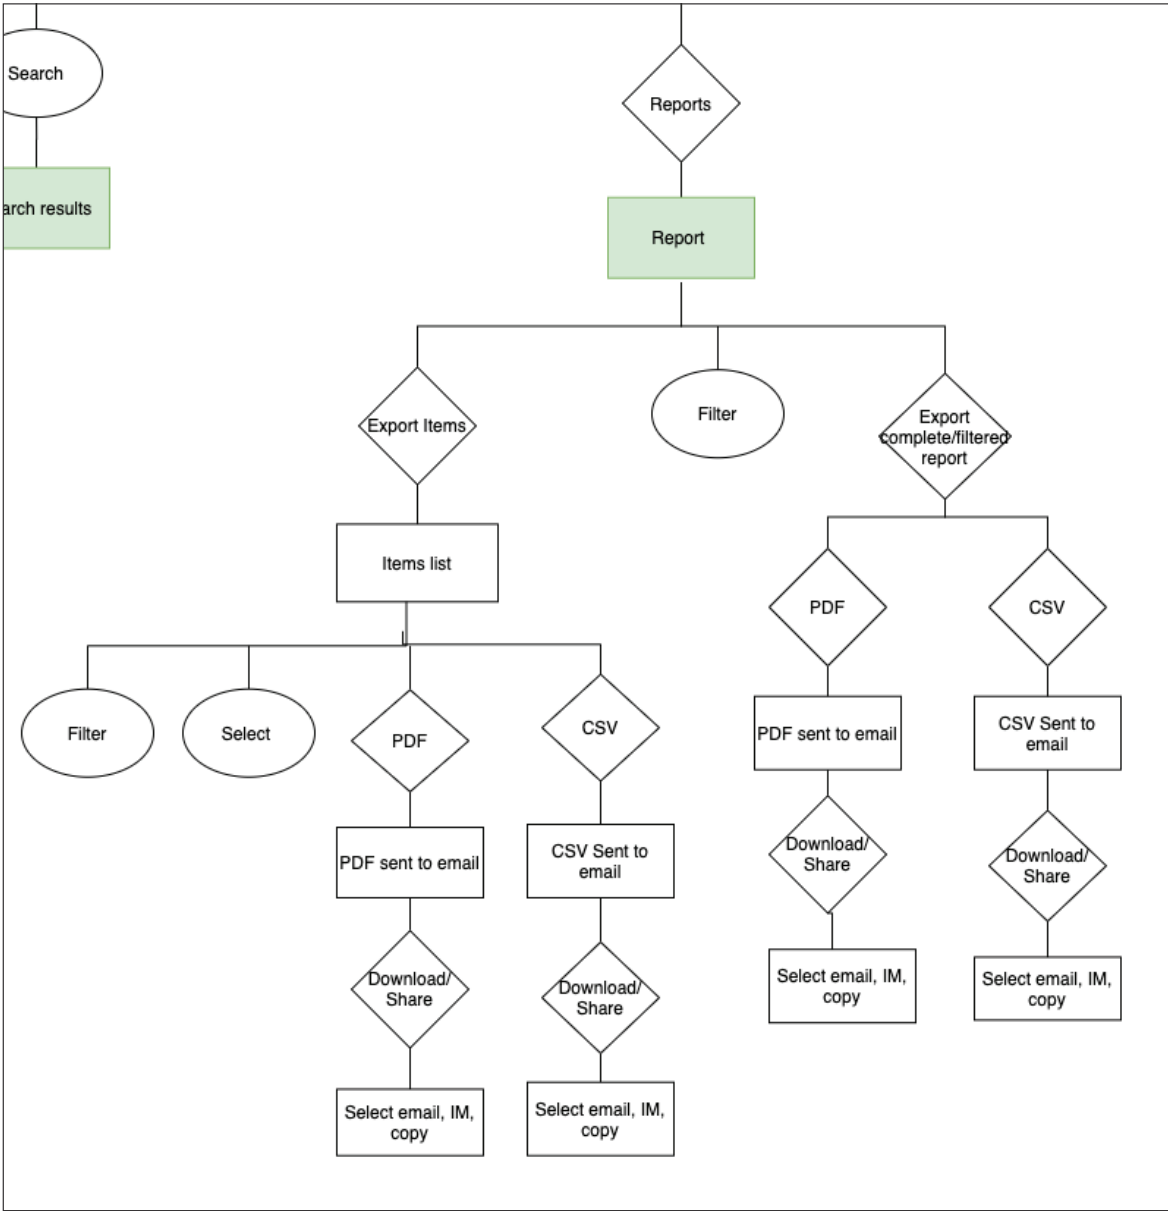 Search
Reports
arch results
Report
Export Items
Filter
Export
complete/filtered
report
Items list
PDF
CSV
Filter
Select
PDF
CSV
PDF sent to email
CSV Sent to
email
PDF sent to email
CSV Sent to
email
Download/
Share
Download/
Share
Download/
Share
Download/
Share
Select email, IM,
copy
Select email, IM,
copy
Select email, IM,
copy
Select email, IM,
copy